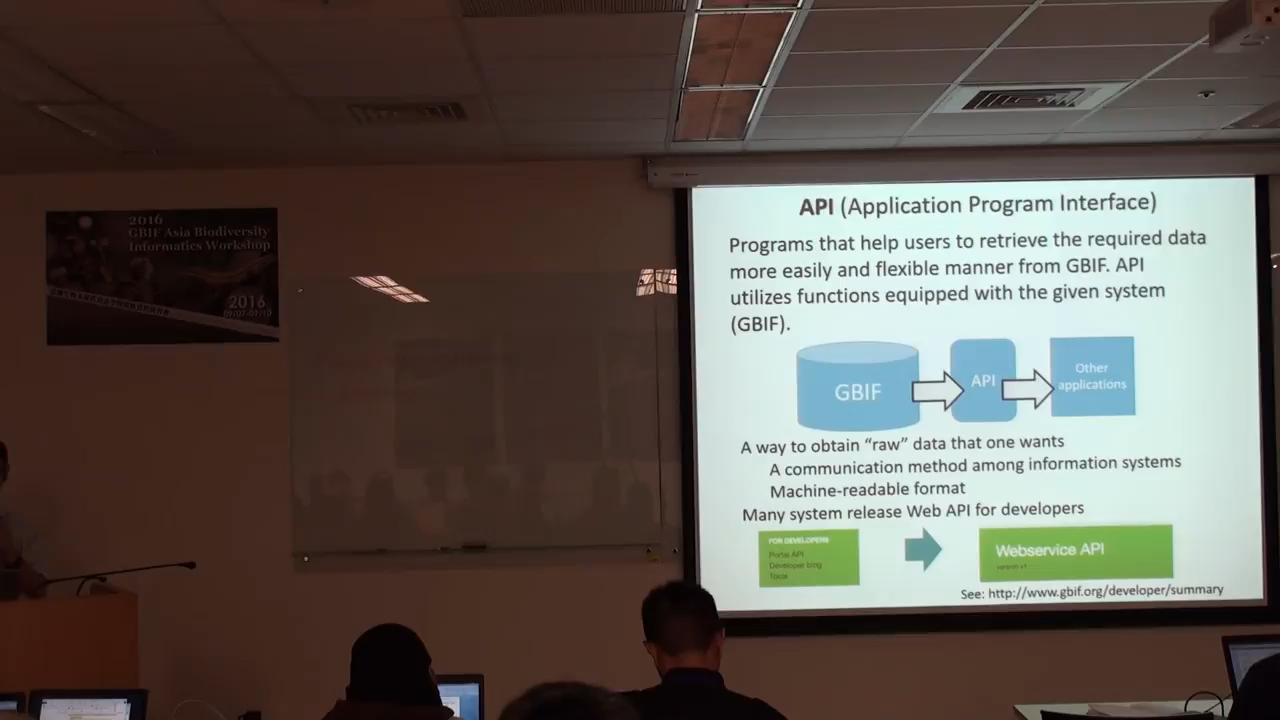 2016
GBIF Asia Biodiversity
Informatics Workshop
2016
API (Application Program Interface)
Programs that help users to retrieve the required data
more easily and flexible manner from GBIF. API
utilizes functions equipped with the given system
(GBIF).
GBIF
API
Other
applications
A way to obtain “raw” data that one wants
A communication method among information systems
Machine-readable format
Many system release Web API for developers
FOR DEVELOPERS
Portal API
Developer blog
Tools
Webservice API
version v1
See: http://www.gbif.org/developer/summary